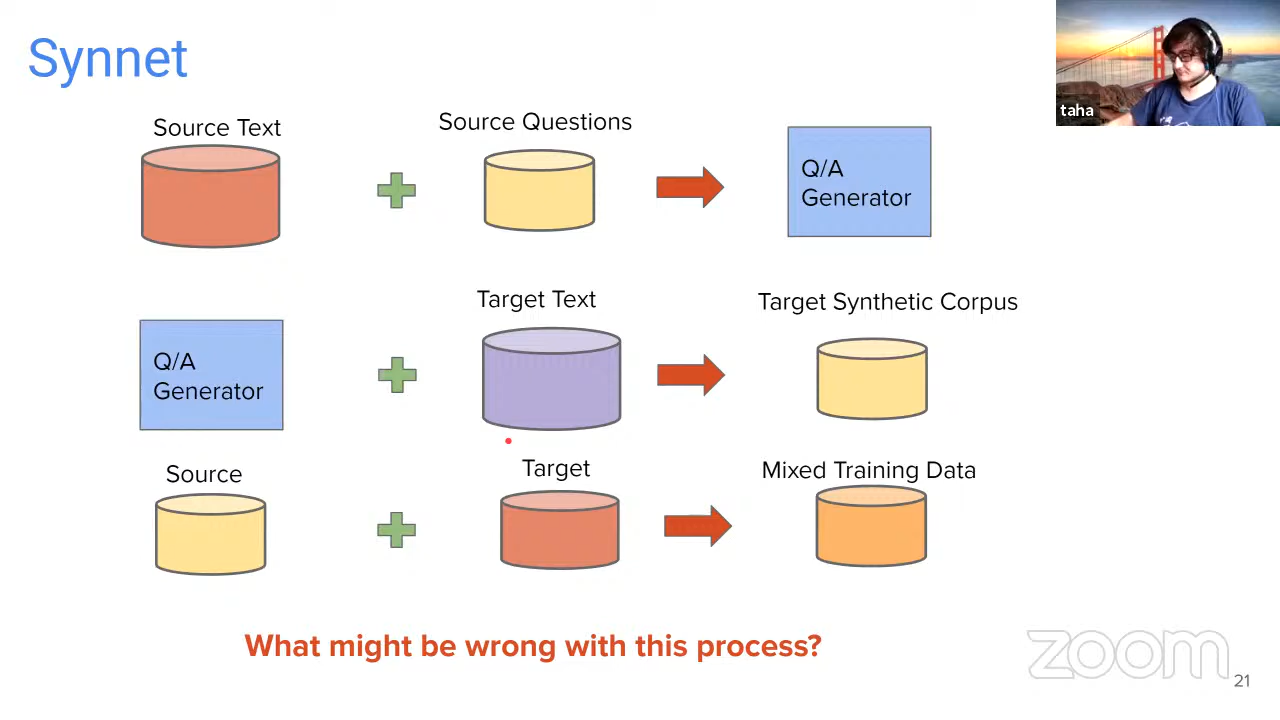 Synnet
taha
Source Text
Source Questions
Q/A
Generator
Target Text
Target Synthetic Corpus
Q/A
Generator
Source
Target
Mixed Training Data
What might be wrong with this process?
zoom
21